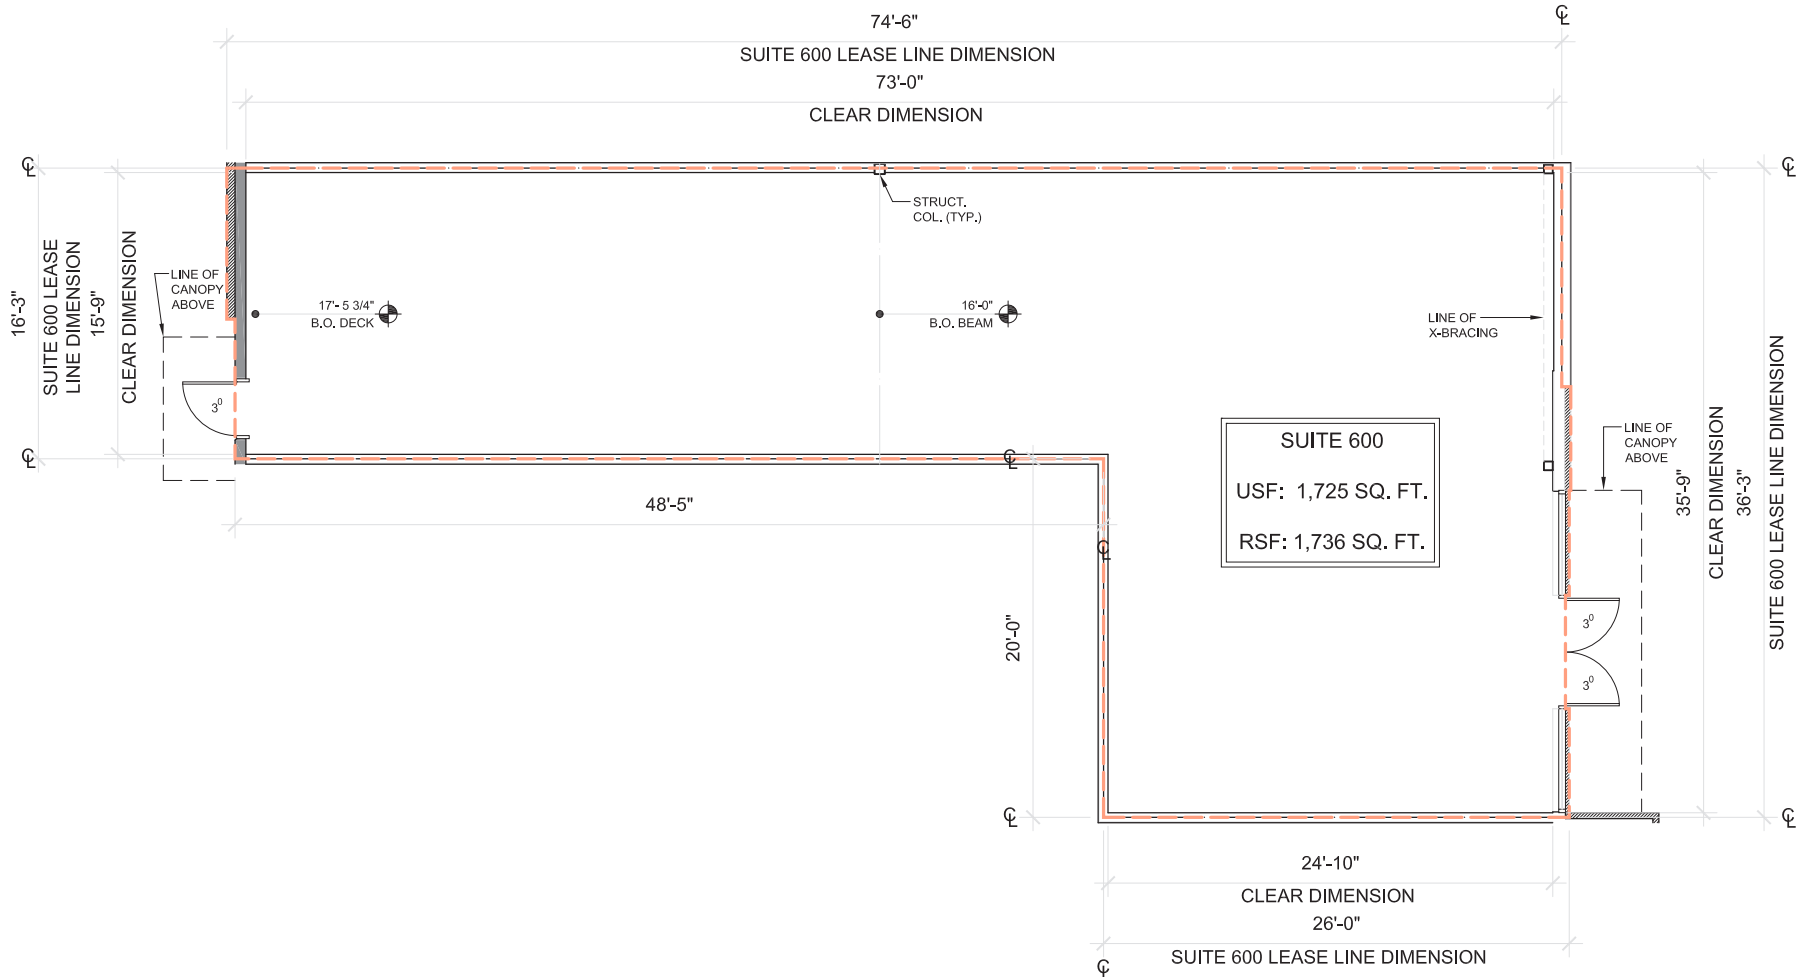 74'-6"
SUITE 600 LEASE LINE DIMENSION
73'-0"
CLEAR DIMENSION
℄
℄
℄
℄
℄
℄
℄
℄
℄
℄
16'-3"
SUITE 600 LEASE
LINE DIMENSION
15'-9"
CLEAR DIMENSION
LINE OF
CANOPY
ABOVE
3⁰
17'- 5 3/4"
B.O. DECK
STRUCT.
COL. (TYP.)
16'-0"
B.O. BEAM
LINE OF
X-BRACING
SUITE 600
USF: 1,725 SQ. FT.
RSF: 1,736 SQ. FT.
LINE OF
CANOPY
ABOVE
3⁰
3⁰
35'-9"
CLEAR DIMENSION
36'-3"
SUITE 600 LEASE LINE DIMENSION
48'-5"
20'-0"
24'-10"
CLEAR DIMENSION
26'-0"
SUITE 600 LEASE LINE DIMENSION